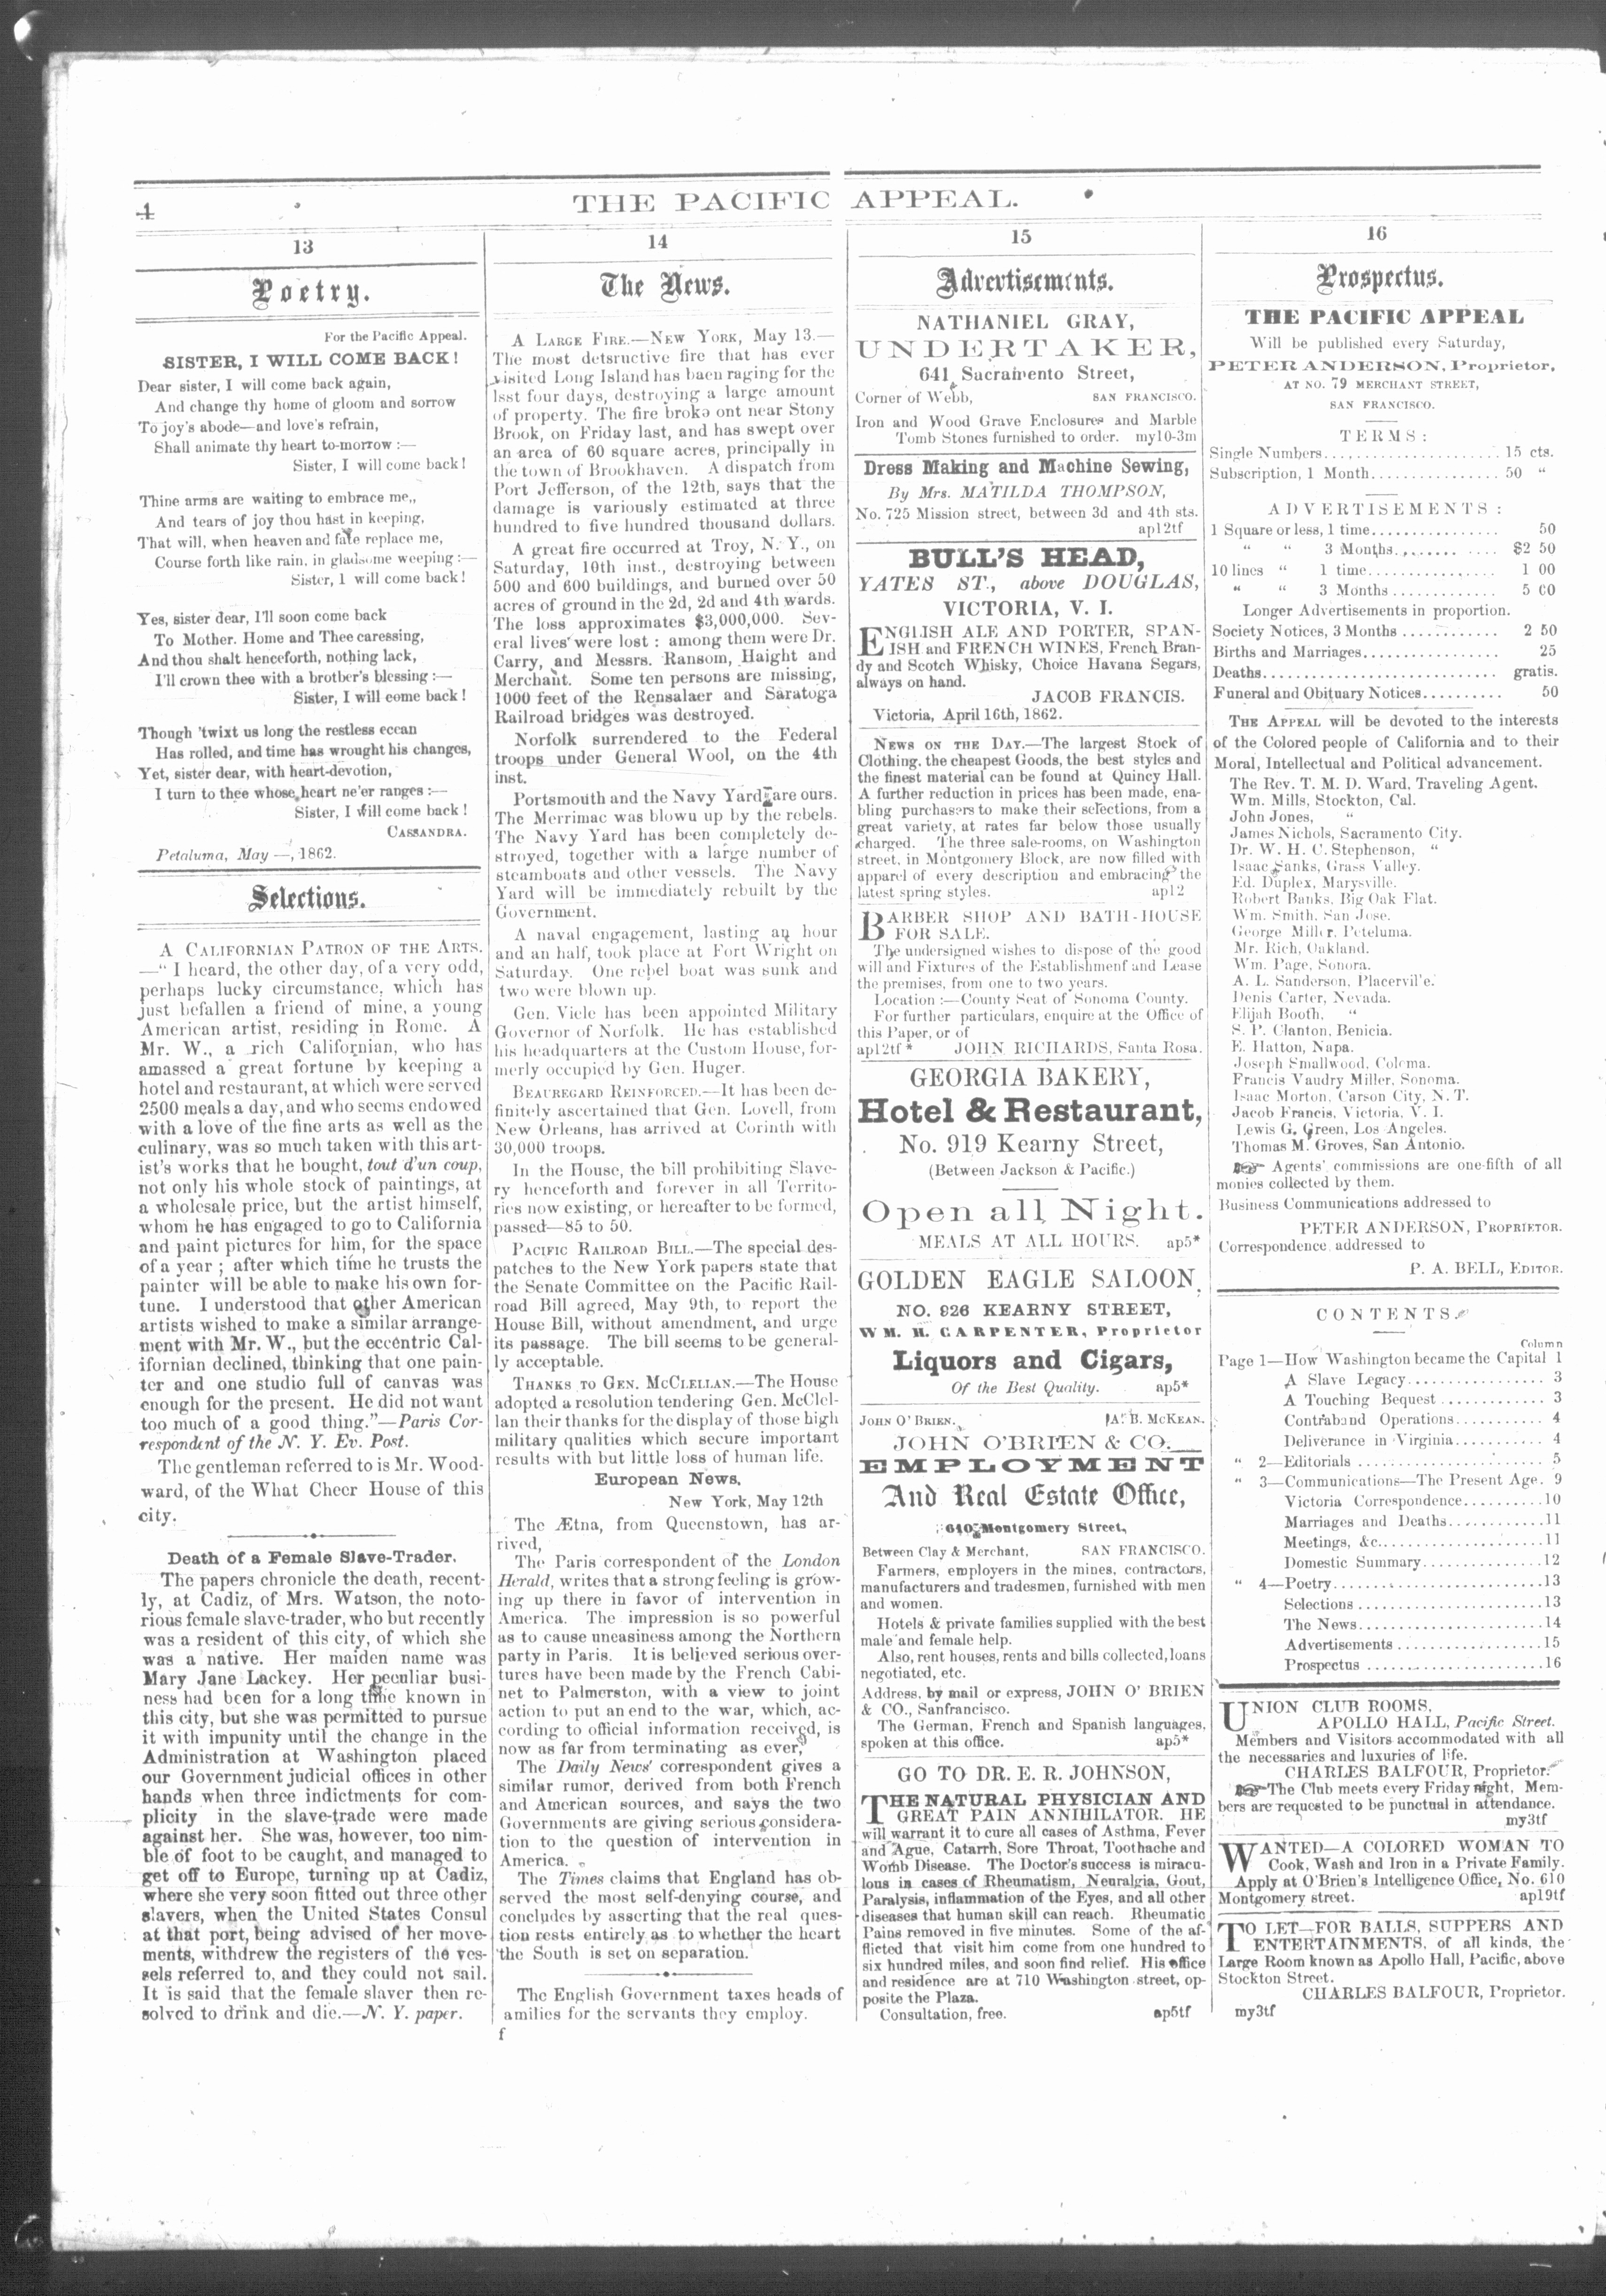 4
THE PACIFIC APPEAL.
13
Poetry.
For the Pacific Appeal.
SISTER, I WILL COME BACK!
Dear sister, I will come back again,
And change thy home of gloom and sorrow
To joy's abode—and love's refrain,
Shall animate thy heart to-morrow :—
Sister, I will come back!
Thine arms are waiting to embrace me,,
And tears of joy thou hast in keeping,
That will, when heaven and fate replace me,
Course forth like rain, in gladsome weeping :—
Sister, 1 will come back!
Yes, sister dear, I'll soon come back
To Mother. Home and Thee caressing,
And thou shalt henceforth, nothing lack,
I'll crown thee with a brother's blessing :—
Sister, I will come back!
Though 'twixt us long the restless ocean
Has rolled, and time has wrought his changes,
Yet, sister dear, with heart-devotion,
I turn to thee whose heart ne'er ranges :—
Sister, I will come back!
CASSANDRA.
Petaluma, May —, 1862.
Selections.
A CALIFORNIAN PATRON OF THE ARTS.
—" I heard, the other day, of a very odd,
perhaps lucky circumstance, which has
just befallen a friend of mine, a young
American artist, residing in Rome. A
Mr. W., a rich Californian, who has
amassed a great fortune by keeping a
hotel and restaurant, at which were served
2500 meals a day, and who seems endowed
with a love of the fine arts as well as the
culinary, was so much taken with this art-
ist's works that he bought, tout d'un coup,
not only his whole stock of paintings, at
a wholesale price, but the artist himself,
whom he has engaged to go to California
and paint pictures for him, for the space
of a year ; after which time he trusts the
painter will be able to make his own for-
tune. I understood that other American
artists wished to make a similar arrange-
ment with Mr. W., but the eccentric Cal-
ifornian declined, thinking that one pain-
ter and one studio full of canvas was
enough for the present. He did not want
too much of a good thing."—Paris Cor-
respondent of the N. Y. Ev. Post.
The gentleman referred to is Mr. Wood-
ward, of the What Cheer House of this
city.
Death of a Female Slave-Trader.
The papers chronicle the death, recent-
ly, at Cadiz, of Mrs. Watson, the noto-
rious female slave-trader, who but recently
was a resident of this city, of which she
was a native. Her maiden name was
Mary Jane Lackey. Her peculiar busi-
ness had been for a long time known in
this city, but she was permitted to pursue
it with impunity until the change in the
Administration at Washington placed
our Government judicial offices in other
hands when three indictments for com-
plicity in the slave-trade were made
against her. She was, however, too nim-
ble of foot to be caught, and managed to
get off to Europe, turning up at Cadiz,
where she very soon fitted out three other
slavers, when the United States Consul
at that port, being advised of her move-
ments, withdrew the registers of the ves-
sels referred to, and they could not sail.
It is said that the female slaver then re-
solved to drink and die.—N. Y. paper.
14
The News.
A LARGE FIRE.—NEW YORK, May 13.—
The most detsructive fire that has ever
visited Long Island has baen raging for the
lsst four days, destroying a large amount
of property. The fire broka ont near Stony
Brook, on Friday last, and has swept over
an area of 60 square acres, principally in
the town of Brookhaven. A dispatch from
Port Jefferson, of the 12th, says that the
damage is variously estimated at three
hundred to five hundred thousand dollars.
A great fire occurred at Troy, N. Y., on
Saturday, 10th inst., destroying between
500 and 600 buildings, and burned over 50
acres of ground in the 2d, 2d and 4th wards.
The loss approximates $3,000,000. Sev-
eral lives were lost : among them were Dr.
Carry, and Messrs. Ransom, Haight and
Merchant. Some ten persons are missing,
1000 feet of the Rensalaer and Saratoga
Railroad bridges was destroyed.
Norfolk surrendered to the Federal
troops under General Wool, on the 4th
inst.
Portsmouth and the Navy Yard are ours.
The Merrimac was blowu up by the rebels.
The Navy Yard has been completely de-
stroyed, together with a large number of
steamboats and other vessels. The Navy
Yard will be immediately rebuilt by the
Government.
A naval engagement, lasting an hour
and an half, took place at Fort Wright on
Saturday. One rebel boat was sunk and
two were blown up.
Gen. Viele has been appointed Military
Governor of Norfolk. He has established
his headquarters at the Custom House, for-
merly occupied by Gen. Huger.
BEAUREGARD REINFORCED.—It has been de-
finitely ascertained that Gen. Lovell, from
New Orleans, has arrived at Corinth with
30,000 troops.
In the House, the bill prohibiting Slave-
ry henceforth and forever in all Territo-
ries now existing, or hereafter to be formed,
passed—85 to 50.
PACIFIC RAILROAD BILL.—The special des-
patches to the New York papers state that
the Senate Committee on the Pacific Rail-
road Bill agreed, May 9th, to report the
House Bill, without amendment, and urge
its passage. The bill seems to be general-
ly acceptable.
THANKS TO GEN. MCCLELLAN.—The House
adopted a resolution tendering Gen. McClel-
lan their thanks for the display of those high
military qualities which secure important
results with but little loss of human life.
European News.
New York, May 12th
The Ætna, from Queenstown, has ar-
rived,
The Paris correspondent of the London
Herald, writes that a strong feeling is grow-
ing up there in favor of intervention in
America. The impression is so powerful
as to cause uneasiness among the Northern
party in Paris. It is believed serious over-
tures have been made by the French Cabi-
net to Palmerston, with a view to joint
action to put an end to the war, which, ac-
cording to official information received, is
now as far from terminating as ever,
The Daily News' correspondent gives a
similar rumor, derived from both French
and American sources, and says the two
Governments are giving serious considera-
tion to the question of intervention in
America.
The Times claims that England has ob-
served the most self-denying course, and
concludes by asserting that the real ques-
tion rests entirely as to whether the heart
the South is set on separation.
The English Government taxes heads of
amilies for the servants they employ.
f
15
Advertisements.
NATHANIEL GRAY,
UNDERTAKER,
641 Sacramento Street,
Corner of Webb, SAN FRANCISCO.
Iron and Wood Grave Enclosures and Marble
Tomb Stones furnished to order. my10-3m
Dress Making and Machine Sewing,
By Mrs. MATILDA THOMPSON,
No. 725 Mission street, between 3d and 4th sts.
ap12tf
BULL'S HEAD,
YATES ST., above DOUGLAS,
VICTORIA, V. I.
ENGLISH ALE AND PORTER, SPAN-
ISH and FRENCH WINES, French Bran-
dy and Scotch Whisky, Choice Havana Segars,
always on hand.
JACOB FRANCIS.
Victoria, April 16th, 1862.
NEWS ON THE DAY.—The largest Stock of
Clothing, the cheapest Goods, the best styles and
the finest material can be found at Quincy Hall.
A further reduction in prices has been made, ena-
bling purchasers to make their selections, from a
great variety, at rates far below those usually
charged. The three sale-rooms, on Washington
street, in Montgomery Block, are now filled with
apparel of every description and embracing the
latest spring styles. ap12
BARBER SHOP AND BATH-HOUSE
FOR SALE.
The undersigned wishes to dispose of the good
will and Fixtures of the Establishment and Lease
the premises, from one to two years.
Location :—County Seat of Sonoma County.
For further particulars, enquire at the Office of
this Paper, or of
ap12tf* JOHN RICHARDS, Santa Rosa.
GEORGIA BAKERY,
Hotel & Restaurant,
No. 919 Kearny Street,
(Between Jackson & Pacific.)
Open all Night.
MEALS AT ALL HOURS. ap5*
GOLDEN EAGLE SALOON,
NO. 826 KEARNY STREET,
WM. H. CARPENTER, Proprietor
Liquors and Cigars,
Of the Best Quality. ap5*
JOHN O'BRIEN. A. B. MCKEAN.
JOHN O'BRIEN & CO.
EMPLOYMENT
And Real Estate Office,
640 Montgomery Street,
Between Clay & Merchant, SAN FRANCISCO.
Farmers, employers in the mines, contractors,
manufacturers and tradesmen, furnished with men
and women.
Hotels & private families supplied with the best
male and female help.
Also, rent houses, rents and bills collected, loans
negotiated, etc.
Address, by mail or express, JOHN O' BRIEN
& CO., Sanfrancisco.
The German, French and Spanish languages,
spoken at this office. ap5*
GO TO DR. E. R. JOHNSON,
THE NATURAL PHYSICIAN AND
GREAT PAIN ANNIHILATOR. HE
will warrant it to cure all cases of Asthma, Fever
and Ague, Catarrh, Sore Throat, Toothache and
Womb Disease. The Doctor's success is miracu-
lous in cases of Rheumatism, Neuralgia, Gout,
Paralysis, inflammation of the Eyes, and all other
diseases that human skill can reach. Rheumatic
Pains removed in five minutes. Some of the af-
flicted that visit him come from one hundred to
six hundred miles, and soon find relief. His office
and residence are at 710 Washington street, op-
posite the Plaza.
Consultation, free. ap5tf
16
Prospectus.
THE PACIFIC APPEAL
Will be published every Saturday,
PETER ANDERSON, Proprietor,
AT NO. 79 MERCHANT STREET,
SAN FRANCISCO.
TERMS:
Single Numbers.......................15 cts.
Subscription, 1 Month................ 50 "
ADVERTISEMENTS:
1 Square or less, 1 time............... 50
" " 3 Months............ $2 50
10 lines " 1 time................ 1 00
" " 3 Months ............. 5 00
Longer Advertisements in proportion.
Society Notices, 3 Months ............ 2 50
Births and Marriages................. 25
Deaths.............................. gratis.
Funeral and Obituary Notices.......... 50
THE APPEAL will be devoted to the interests
of the Colored people of California and to their
Moral, Intellectual and Political advancement.
The Rev. T. M. D. Ward, Traveling Agent.
Wm. Mills, Stockton, Cal.
John Jones, "
James Nichols, Sacramento City.
Dr. W. H. C. Stephenson, "
Isaac Sanks, Grass Valley.
Ed. Duplex, Marysville.
Robert Banks, Big Oak Flat.
Wm. Smith, San Jose.
George Miller, Peteluma.
Mr. Rich, Oakland.
Wm. Page, Sonora.
A. L. Sanderson, Placervil'e.
Denis Carter, Nevada.
Elijah Booth, "
S. P. Clanton, Benicia.
E. Hatton, Napa.
Joseph Smallwood, Coloma.
Francis Vaudry Miller, Sonoma.
Isaac Morton, Carson City, N. T.
Jacob Francis, Victoria, V. I.
Lewis G. Green, Los Angeles.
Thomas M. Groves, San Antonio.
☞ Agents' commissions are one-fifth of all
monies collected by them.
Business Communications addressed to
PETER ANDERSON, PROPRIETOR.
Correspondence addressed to
P. A. BELL, EDITOR.
CONTENTS.
Column
Page 1—How Washington became the Capital 1
A Slave Legacy................. 3
A Touching Bequest ............. 3
Contraband Operations........... 4
Deliverance in Virginia........... 4
" 2—Editorials ....................... 5
" 3—Communications—The Present Age. 9
Victoria Correspondence..........10
Marriages and Deaths............11
Meetings, &c....................11
Domestic Summary...............12
" 4—Poetry..........................13
Selections .......................13
The News.......................14
Advertisements ..................15
Prospectus ......................16
UNION CLUB ROOMS,
APOLLO HALL, Pacific Street.
Members and Visitors accommodated with all
the necessaries and luxuries of life.
CHARLES BALFOUR, Proprietor.
☞The Club meets every Friday night. Mem-
bers are requested to be punctual in attendance.
my3tf
WANTED—A COLORED WOMAN TO
Cook, Wash and Iron in a Private Family.
Apply at O'Brien's Intelligence Office, No. 610
Montgomery street. ap19tf
TO LET—FOR BALLS, SUPPERS AND
ENTERTAINMENTS, of all kinds, the
Large Room known as Apollo Hall, Pacific, above
Stockton Street.
CHARLES BALFOUR, Proprietor.
my3tf